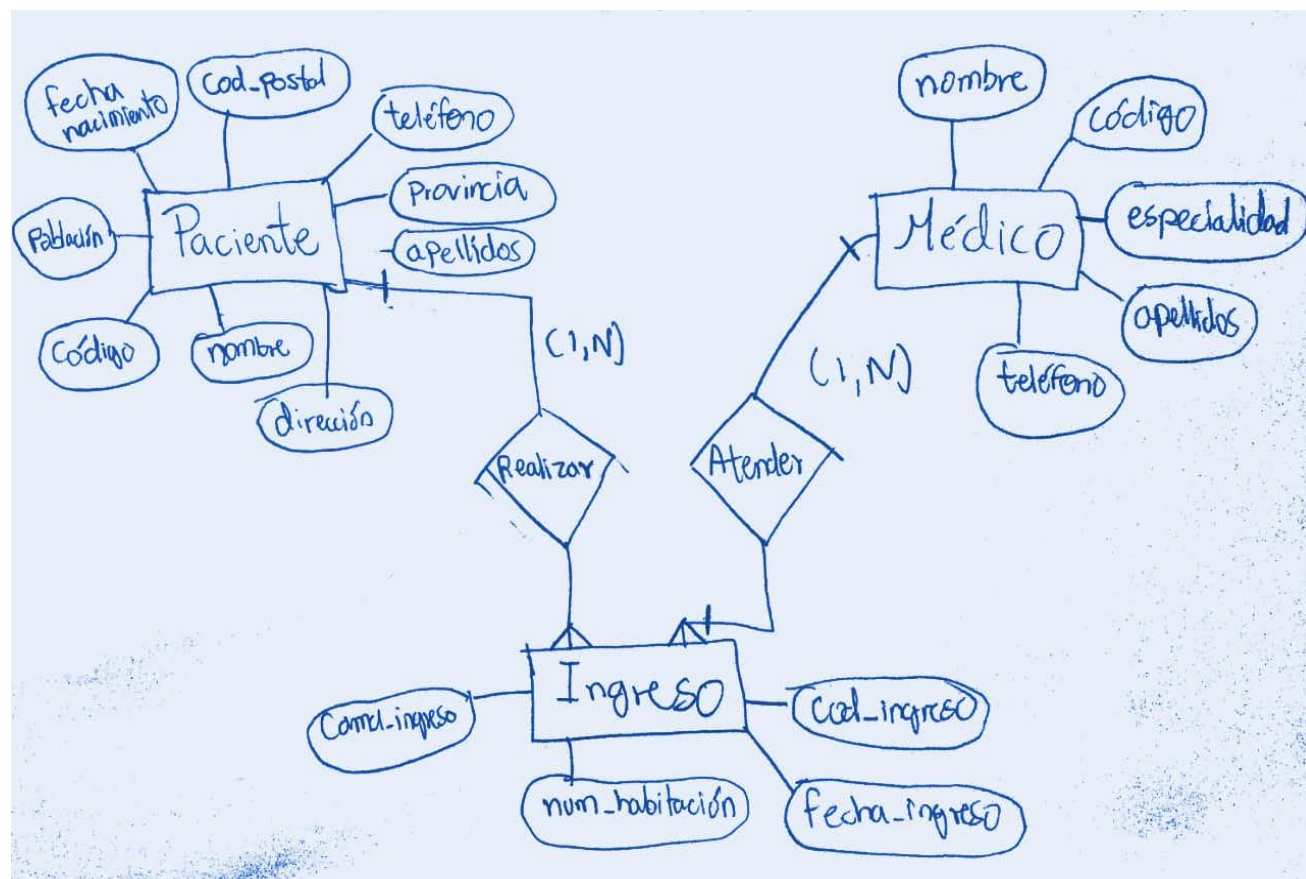 fecha
nacimiento
cod_postal
teléfono
Provincia
apellidos
Población
Paciente
Código
nombre
dirección
nombre
código
especialidad
Médico
apellidos
teléfono
(1,N)
(1,N)
Realizar
Atender
Ingreso
Cama_ingreso
Cod_ingreso
num_habitación
fecha_ingreso